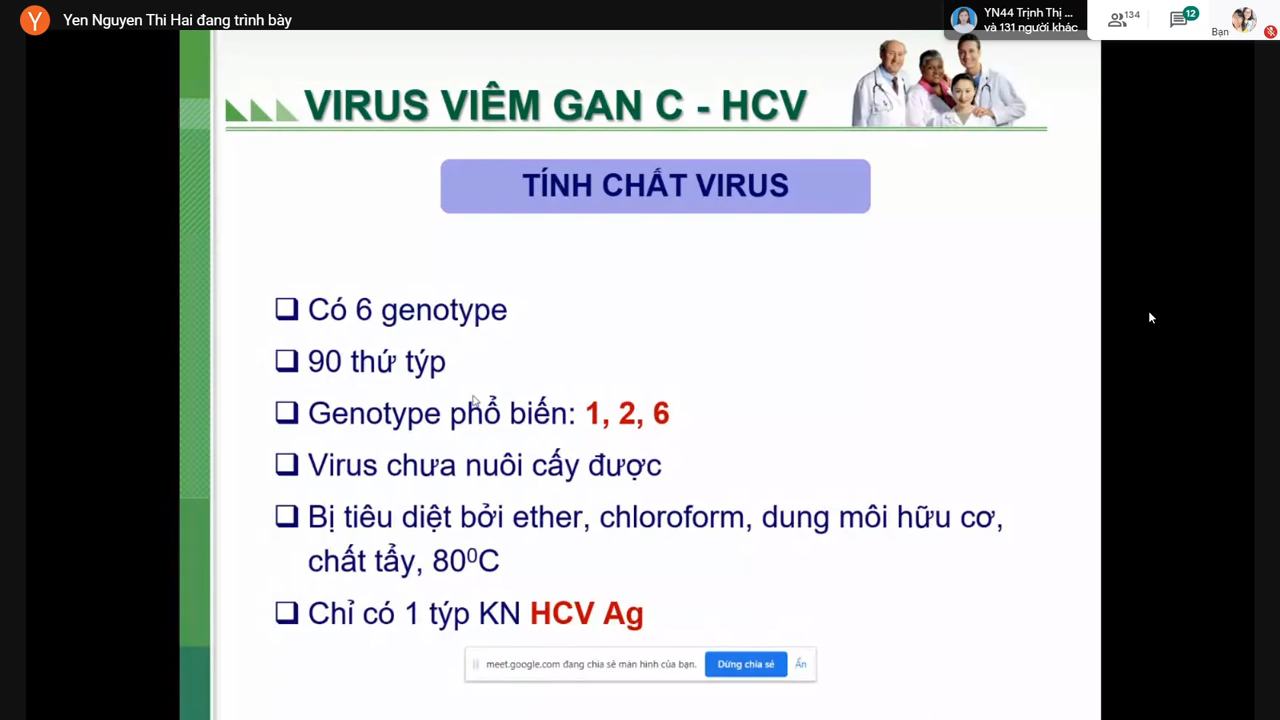 Y Yen Nguyen Thi Hai đang trình bày
YN44 Trịnh Thị ...
và 131 người khác
134
12
Bạn
VIRUS VIÊM GAN C - HCV
TÍNH CHẤT VIRUS
❑ Có 6 genotype
❑ 90 thứ týp
❑ Genotype phổ biến: 1, 2, 6
❑ Virus chưa nuôi cấy được
❑ Bị tiêu diệt bởi ether, chloroform, dung môi hữu cơ,
chất tẩy, 80⁰C
❑ Chỉ có 1 týp KN HCV Ag
meet.google.com đang chia sẻ màn hình của bạn. Dừng chia sẻ Ẩn